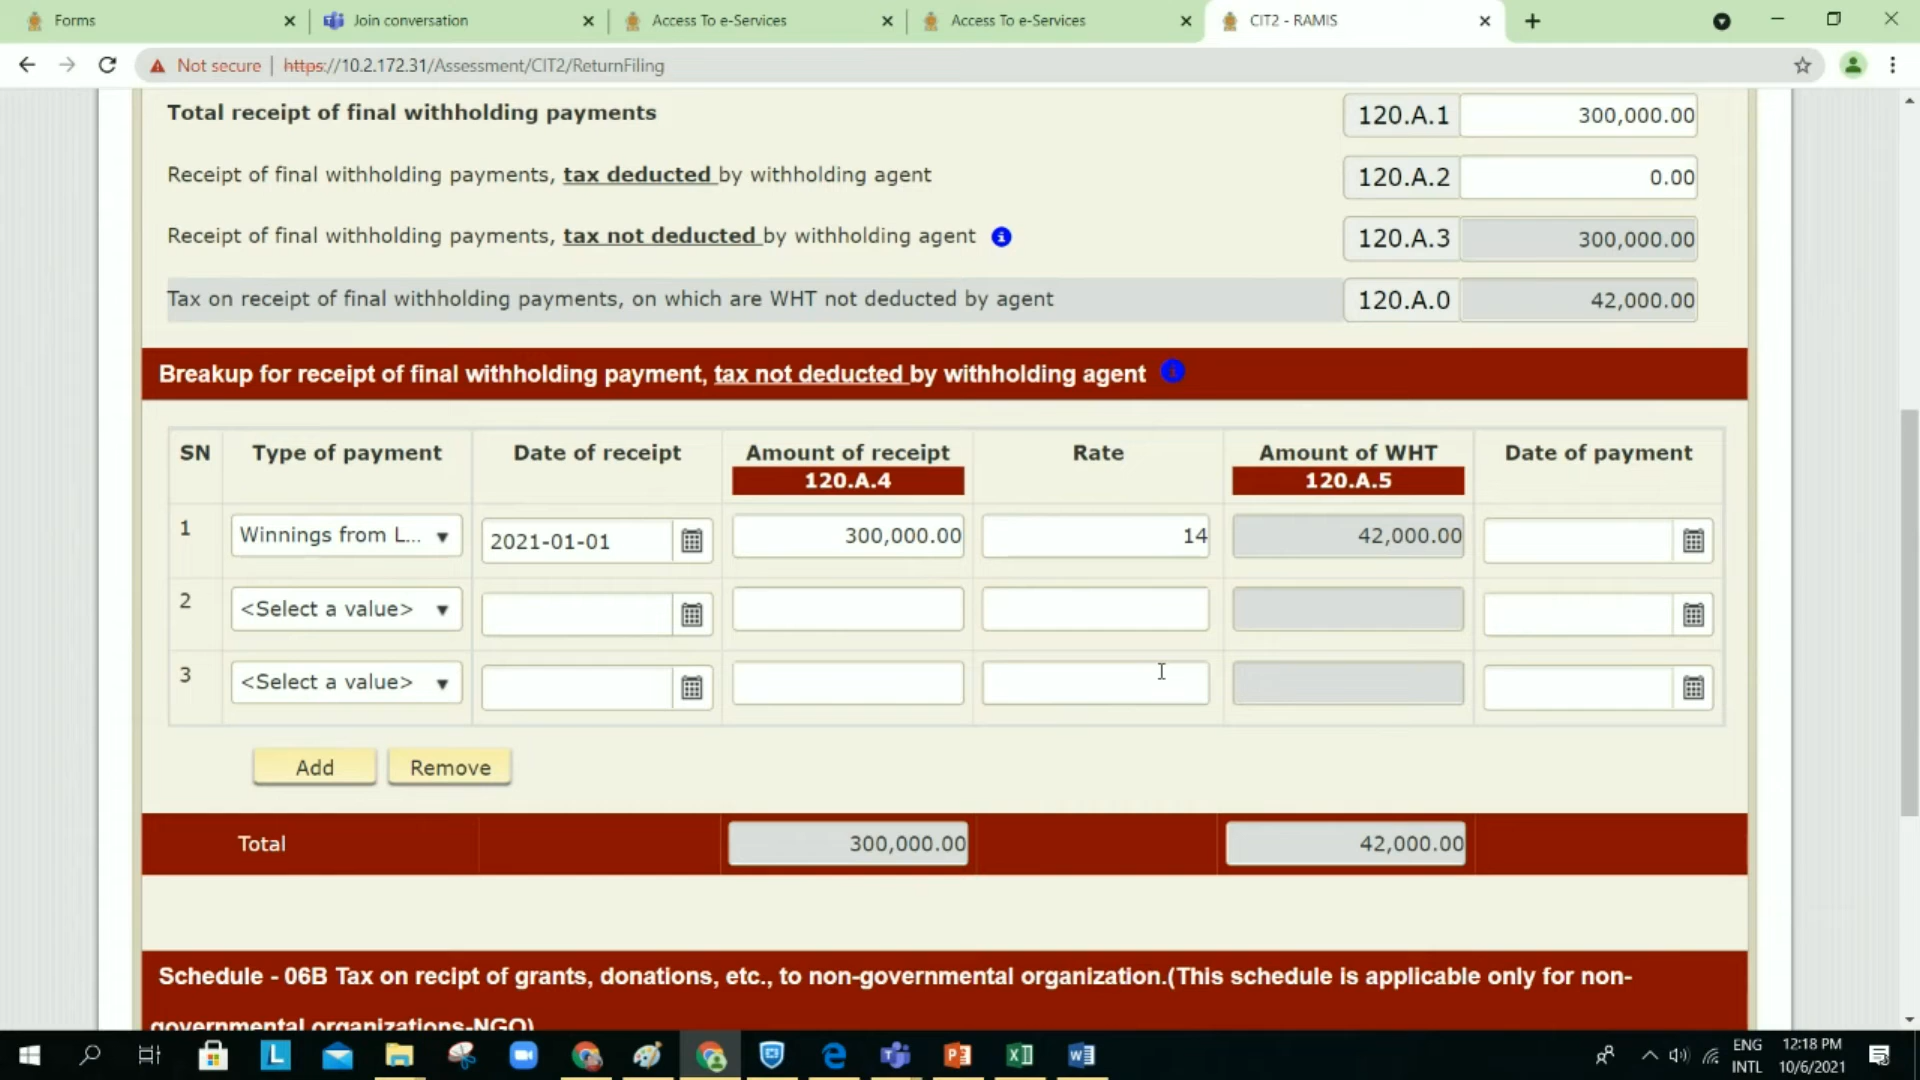 Forms
Join conversation
Access To e-Services
Access To e-Services
CIT2 - RAMIS
Not secure | https://10.2.172.31/Assessment/CIT2/ReturnFiling
Total receipt of final withholding payments 120.A.1 300,000.00
Receipt of final withholding payments, tax deducted by withholding agent 120.A.2 0.00
Receipt of final withholding payments, tax not deducted by withholding agent 120.A.3 300,000.00
Tax on receipt of final withholding payments, on which are WHT not deducted by agent 120.A.0 42,000.00
Breakup for receipt of final withholding payment, tax not deducted by withholding agent
SN Type of payment Date of receipt Amount of receipt Rate Amount of WHT Date of payment
120.A.4 120.A.5
1 Winnings from L... 2021-01-01 300,000.00 14 42,000.00
2 <Select a value>
3 <Select a value>
Add Remove
Total 300,000.00 42,000.00
Schedule - 06B Tax on recipt of grants, donations, etc., to non-governmental organization.(This schedule is applicable only for non-
governmental organizations-NGO)
ENG 12:18 PM
INTL 10/6/2021